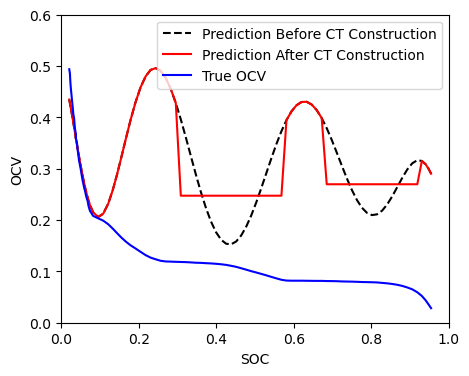 Prediction Before CT Construction
Prediction After CT Construction
True OCV
OCV
0.6
0.5
0.4
0.3
0.2
0.1
0.0
0.0 0.2 0.4 0.6 0.8 1.0
SOC